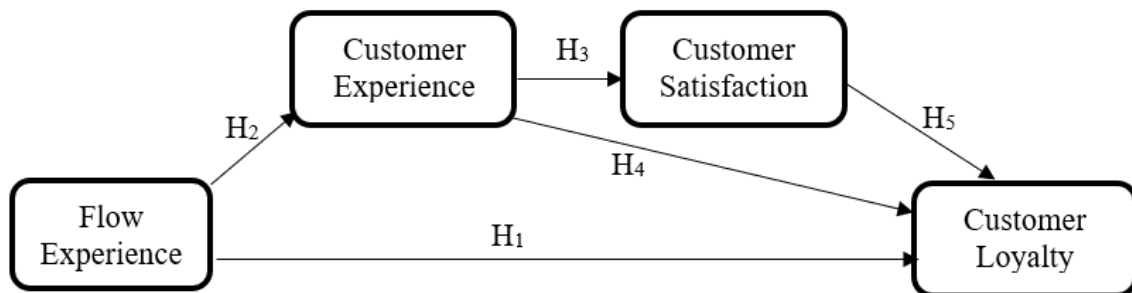 Customer
Experience
H₃
Customer
Satisfaction
H₂
H₄
H₅
Flow
Experience
H₁
Customer
Loyalty